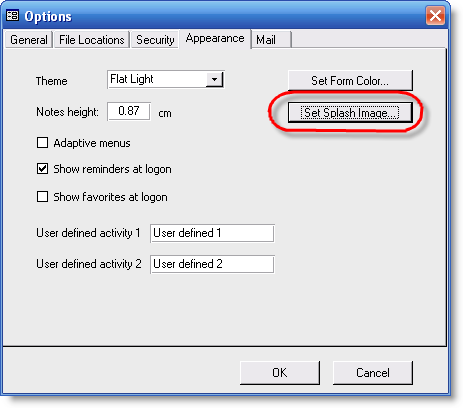 Options
General File Locations Security Appearance Mail
Theme Flat Light Set Form Color...
Notes height: 0.87 cm Set Splash Image...
Adaptive menus
Show reminders at logon
Show favorites at logon
User defined activity 1 User defined 1
User defined activity 2 User defined 2
OK Cancel